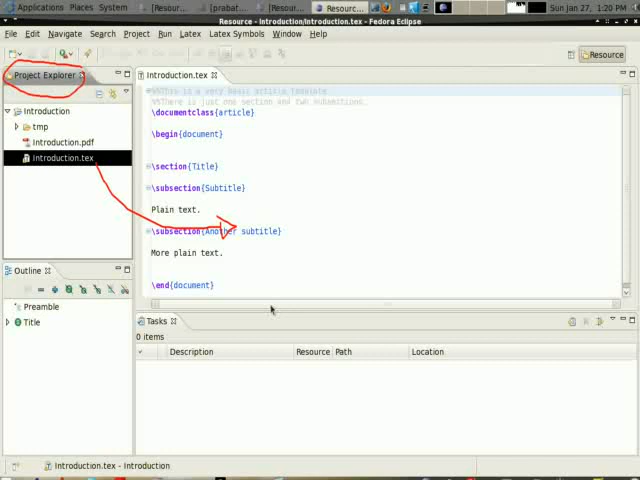 Applications Places System [Resour... [prabat... [Resour... Resourc... Sun Jan 27, 1:20 PM
Resource - Introduction/Introduction.tex - Fedora Eclipse
File Edit Navigate Search Project Run Latex Latex Symbols Window Help
Resource
Project Explorer
Introduction
tmp
Introduction.pdf
Introduction.tex
Introduction.tex
%%This is a very basic article template.
%%There is just one section and two subsections.
\documentclass{article}
\begin{document}
\section{Title}
\subsection{Subtitle}
Plain text.
\subsection{Another subtitle}
More plain text.
\end{document}
Outline
Preamble
Title
Tasks
0 items
Description Resource Path Location
Introduction.tex - Introduction